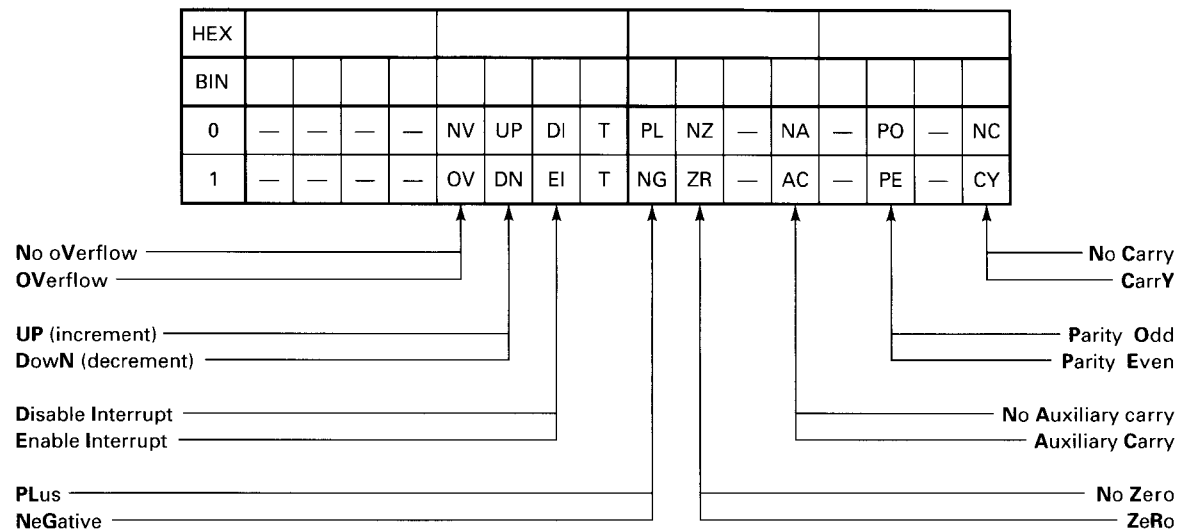 HEX
BIN
0 — — — — NV UP DI T PL NZ — NA — PO — NC
1 — — — — OV DN EI T NG ZR — AC — PE — CY
No oVerflow
OVerflow
No Carry
CarrY
UP (increment)
DowN (decrement)
Parity Odd
Parity Even
Disable Interrupt
Enable Interrupt
No Auxiliary carry
Auxiliary Carry
PLus
NeGative
No Zero
ZeRo